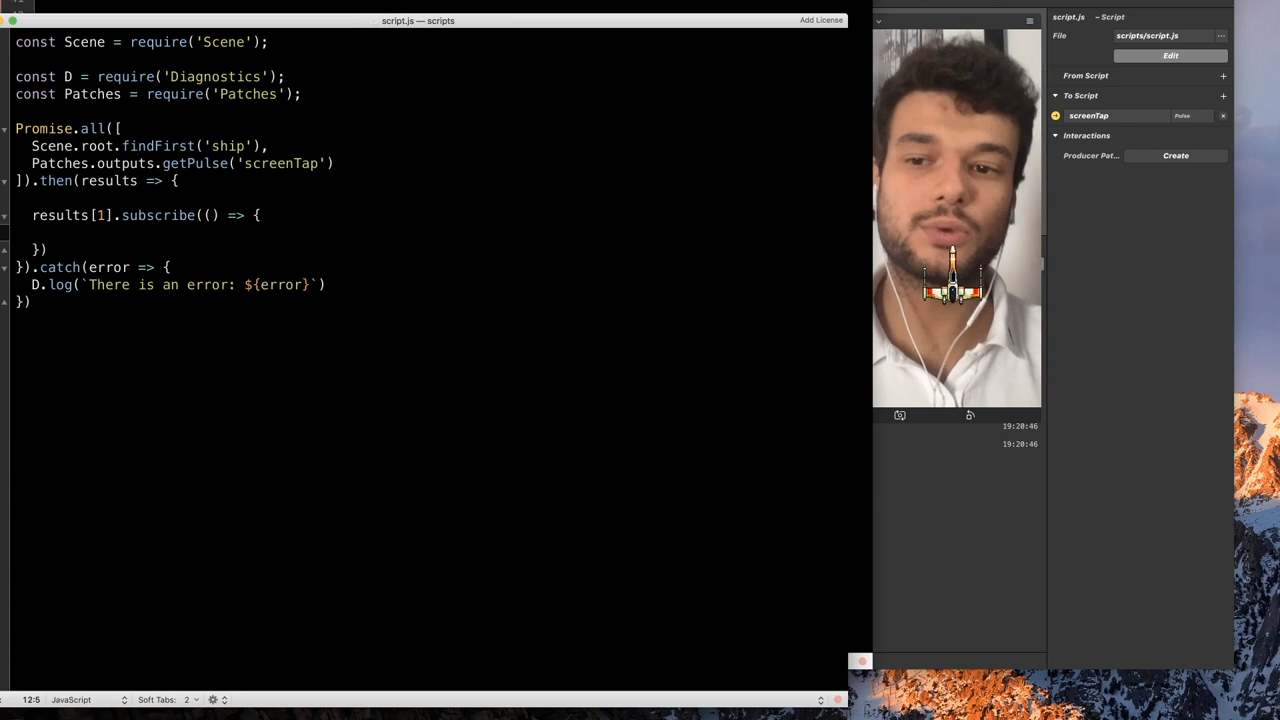 script.js — scripts
Add License
const Scene = require('Scene');
const D = require('Diagnostics');
const Patches = require('Patches');
Promise.all([
Scene.root.findFirst('ship'),
Patches.outputs.getPulse('screenTap')
]).then(results => {
results[1].subscribe(() => {
})
}).catch(error => {
D.log(`There is an error: ${error}`)
})
12:5
JavaScript
Soft Tabs: 2
19:20:46
19:20:46
script.js – Script
File
scripts/script.js
Edit
From Script
To Script
screenTap
Pulse
Interactions
Producer Pat...
Create